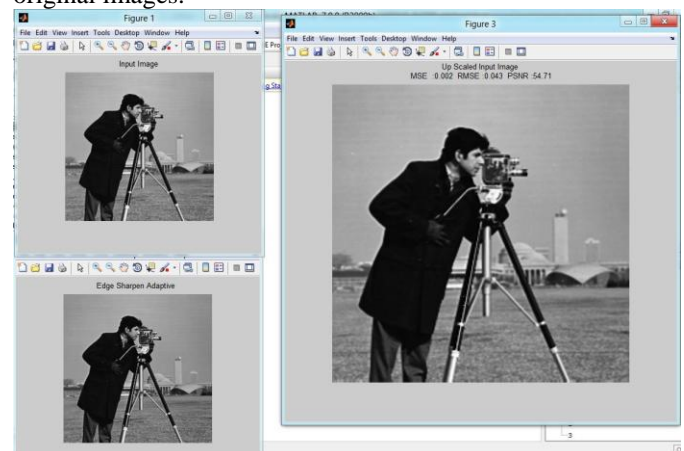 original images.
Figure 1
File Edit View Insert Tools Desktop Window Help
Input Image
Edge Sharpen Adaptive
Figure 3
File Edit View Insert Tools Desktop Window Help
Up Scaled Input Image
MSE :0.002 RMSE :0.043 PSNR :54.71
3